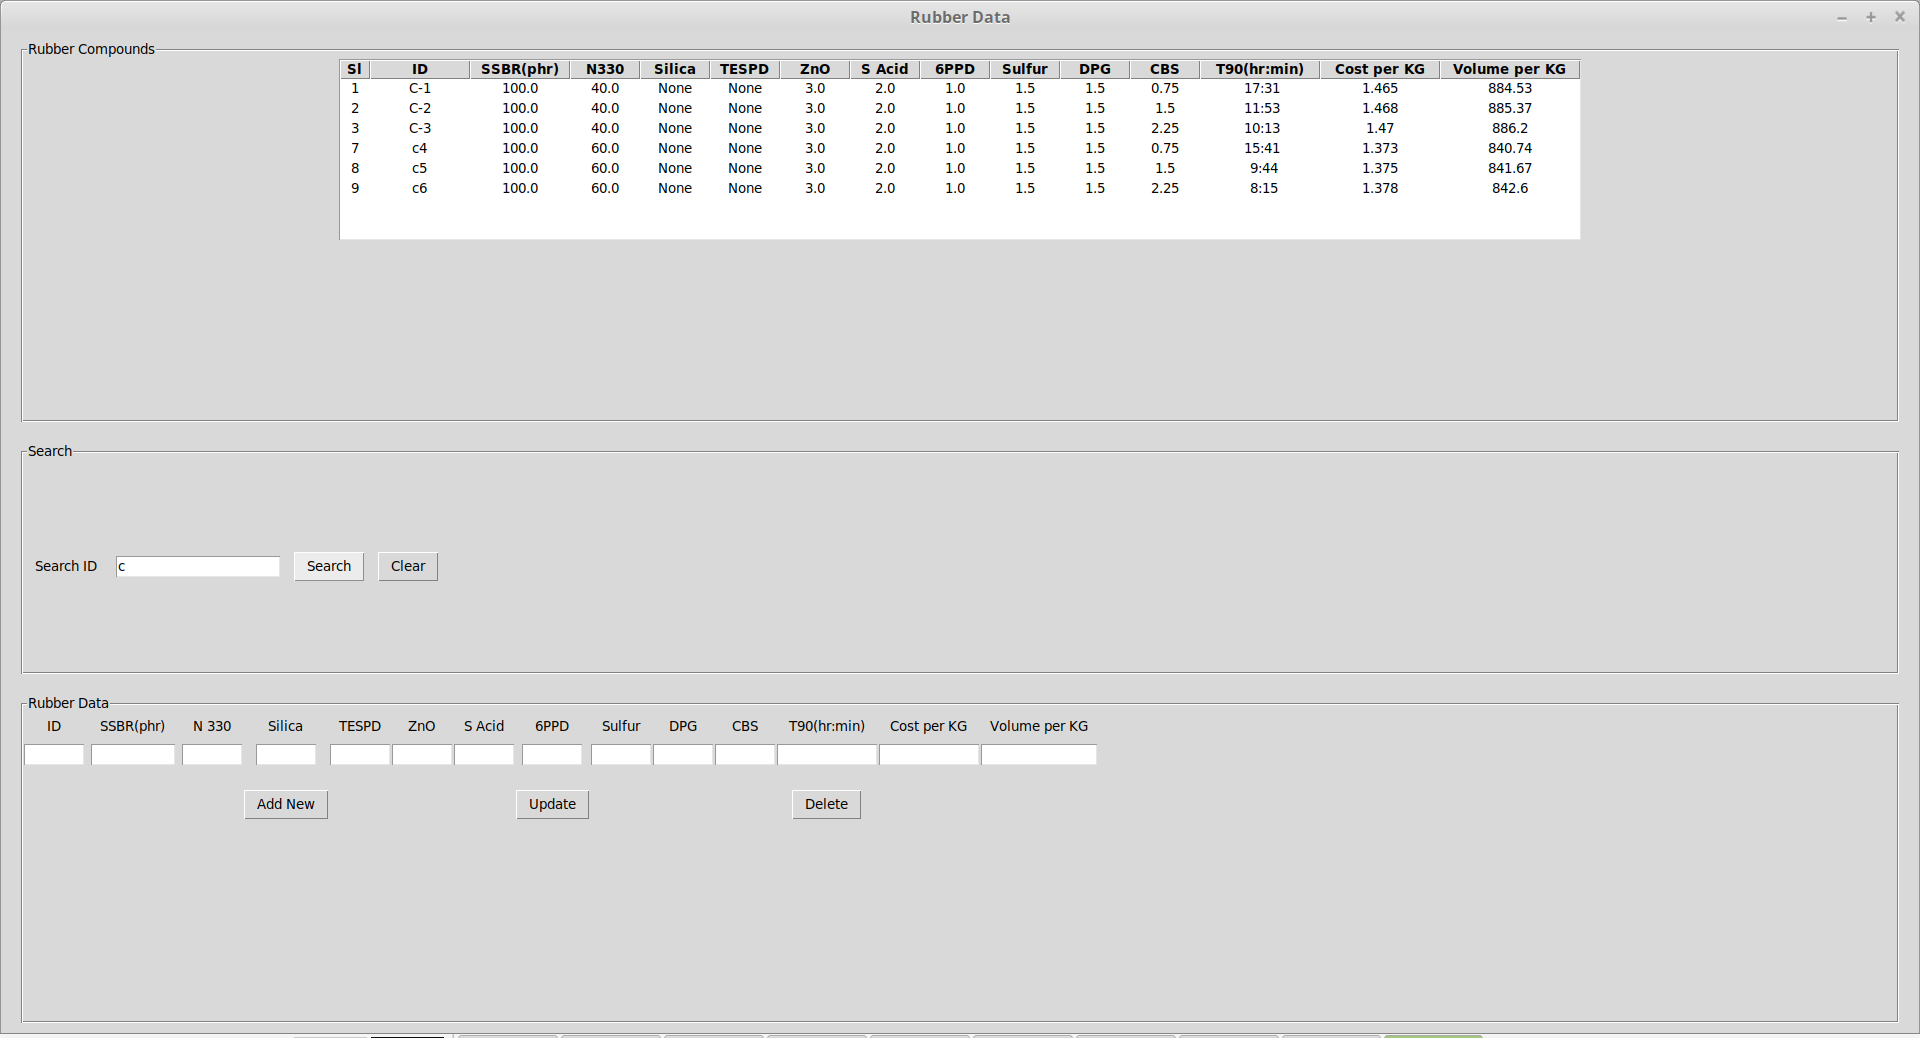 Rubber Data
Rubber Compounds
Sl ID SSBR(phr) N330 Silica TESPD ZnO S Acid 6PPD Sulfur DPG CBS T90(hr:min) Cost per KG Volume per KG
1 C-1 100.0 40.0 None None 3.0 2.0 1.0 1.5 1.5 0.75 17:31 1.465 884.53
2 C-2 100.0 40.0 None None 3.0 2.0 1.0 1.5 1.5 1.5 11:53 1.468 885.37
3 C-3 100.0 40.0 None None 3.0 2.0 1.0 1.5 1.5 2.25 10:13 1.47 886.2
7 c4 100.0 60.0 None None 3.0 2.0 1.0 1.5 1.5 0.75 15:41 1.373 840.74
8 c5 100.0 60.0 None None 3.0 2.0 1.0 1.5 1.5 1.5 9:44 1.375 841.67
9 c6 100.0 60.0 None None 3.0 2.0 1.0 1.5 1.5 2.25 8:15 1.378 842.6
Search
Search ID c Search Clear
Rubber Data
ID SSBR(phr) N 330 Silica TESPD ZnO S Acid 6PPD Sulfur DPG CBS T90(hr:min) Cost per KG Volume per KG
Add New Update Delete